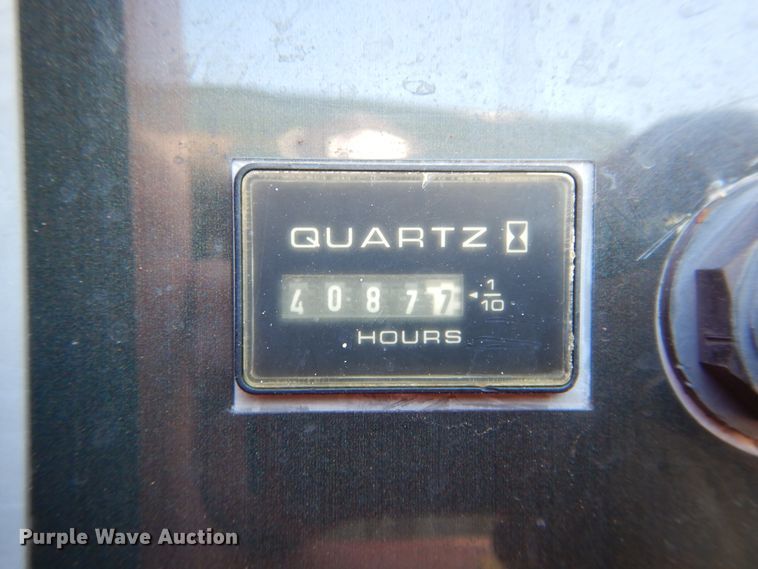 QUARTZ
40877
1/10
HOURS
Purple Wave Auction